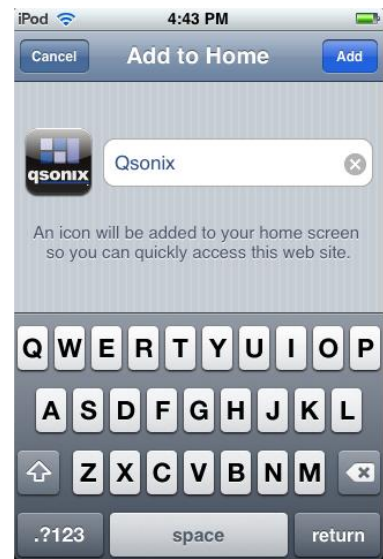 iPod 4:43 PM
Cancel Add to Home Add
qsonix Qsonix
An icon will be added to your home screen
so you can quickly access this web site.
Q W E R T Y U I O P
A S D F G H J K L
Z X C V B N M
.?123 space return